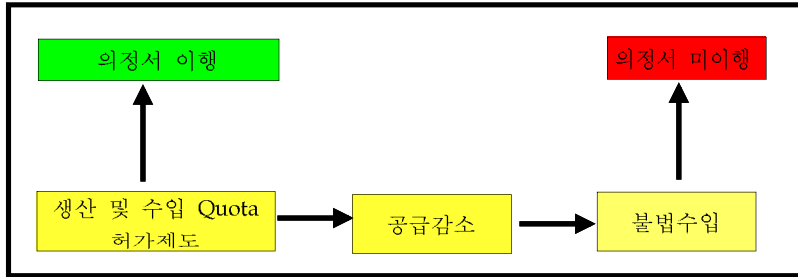 의정서 이행
의정서 미이행
생산 및 수입 Quota
허가제도
공급감소
불법수입